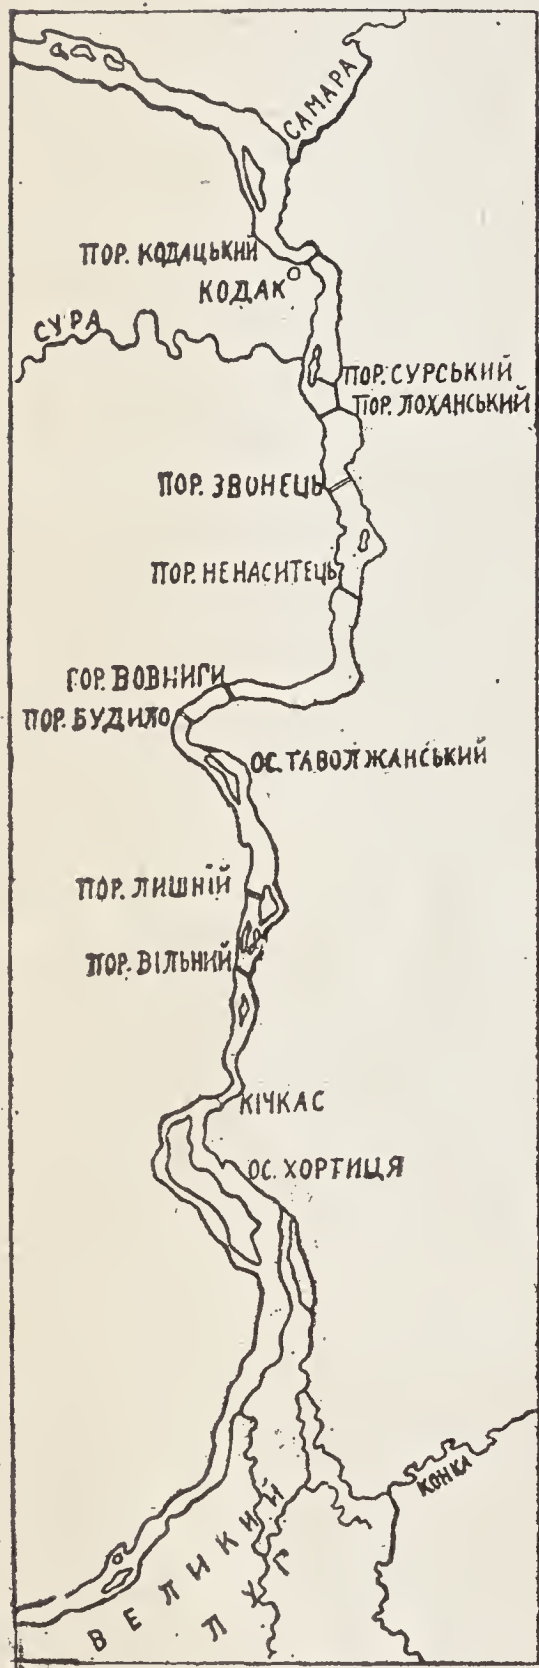 САМАРА
ПОР. КОДАЦЬКИЙ
КОДАК
СУРА
ПОР. СУРСЬКИЙ
ПОР. ЛОХАНСЬКИЙ
ПОР. ЗВОНЕЦЬ
ПОР. НЕНАСИТЕЦЬ
ГОР. ВОВНИГИ
ПОР. БУДИЛО
ОС. ТАВОЛЖАНСЬКИЙ
ПОР. ЛИШНІЙ
ПОР. ВІЛЬНИЙ
КІЧКАС
ОС. ХОРТИЦЯ
КОНКА
ВЕЛИКИЙ
ЛУГ